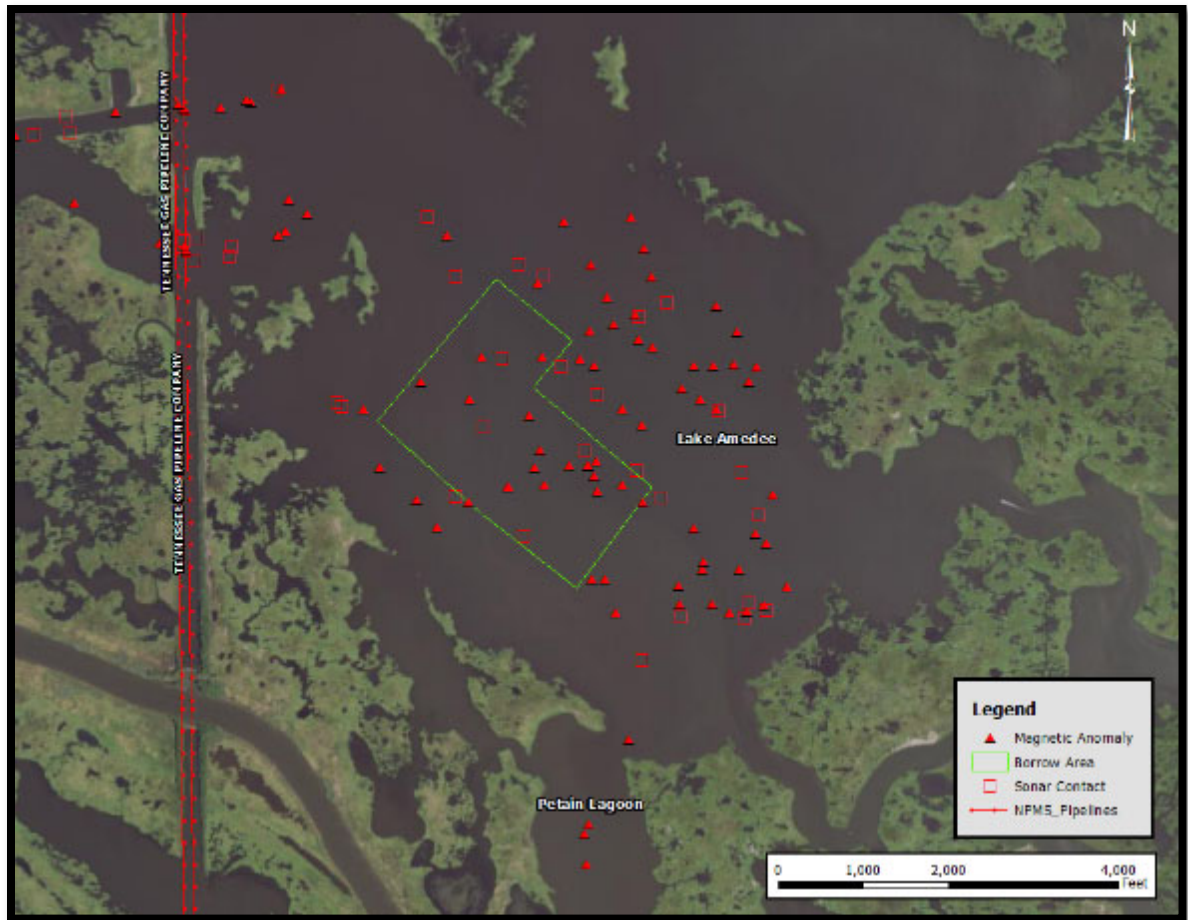 N
TENNESSEE GAS PIPELINE COMPANY
TENNESSEE GAS PIPELINE COMPANY
Lake Amedee
Petain Lagoon
Legend
Magnetic Anomaly
Borrow Area
Sonar Contact
NPMS_Pipelines
0 1,000 2,000 4,000
Feet